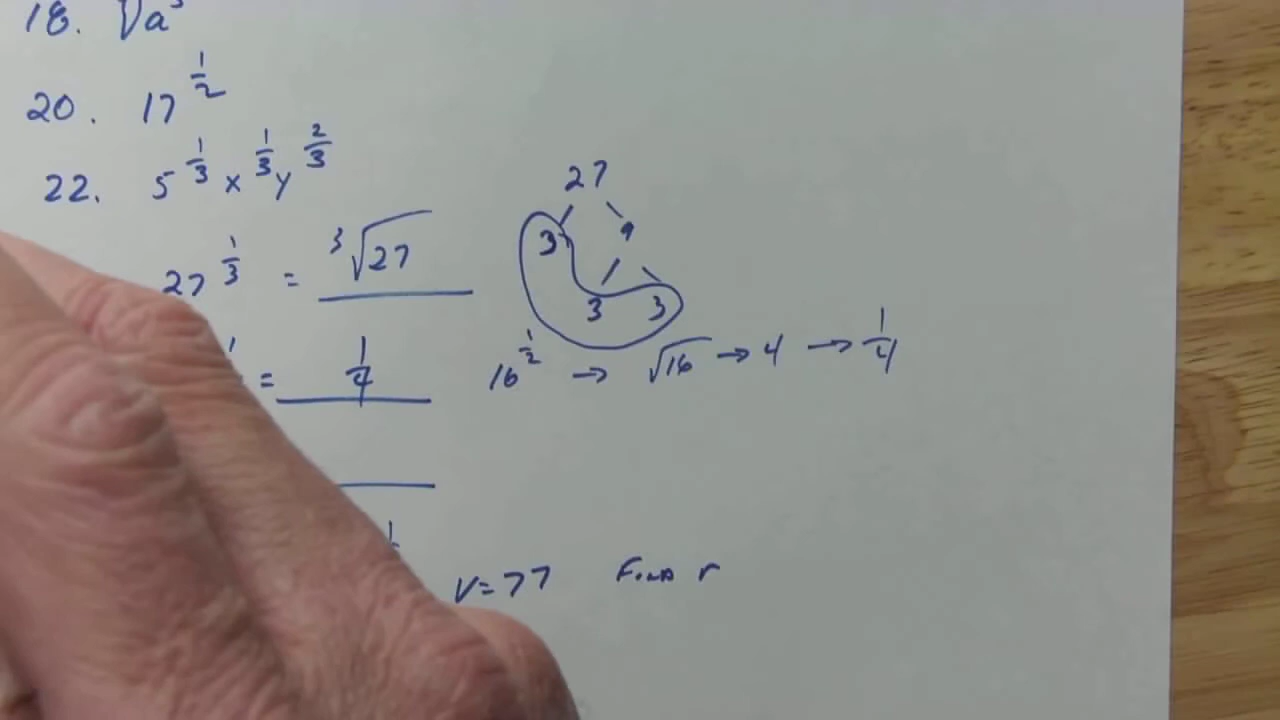 18. √a³
20. 17^(1/2)
22. 5^(1/3) x^(1/3) y^(2/3)
27
3 9
3 3
27^(1/3) = ³√27
= 1/4 16^(1/2) → √16 → 4 → 1/4
V=77 FIND r